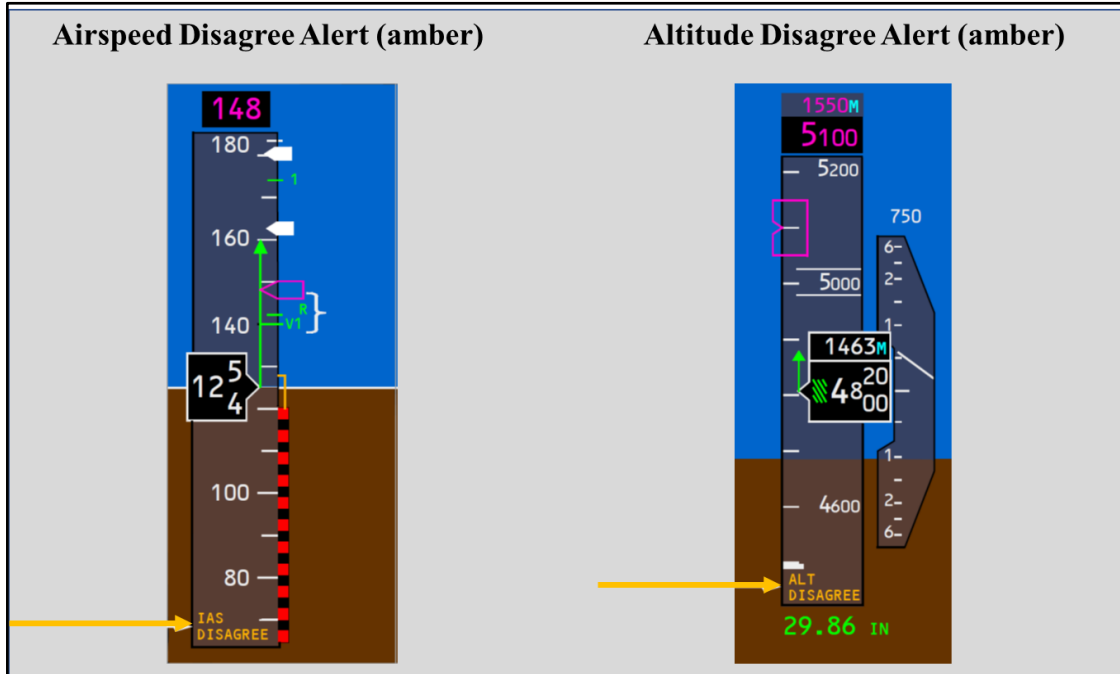 Airspeed Disagree Alert (amber)
148
180
1
160
R
V1
140
12 5
4
100
80
IAS
DISAGREE
Altitude Disagree Alert (amber)
1550M
5100
5200
750
6
2
5000
1
1463M
4820
00
1
4600
2
6
ALT
DISAGREE
29.86 IN